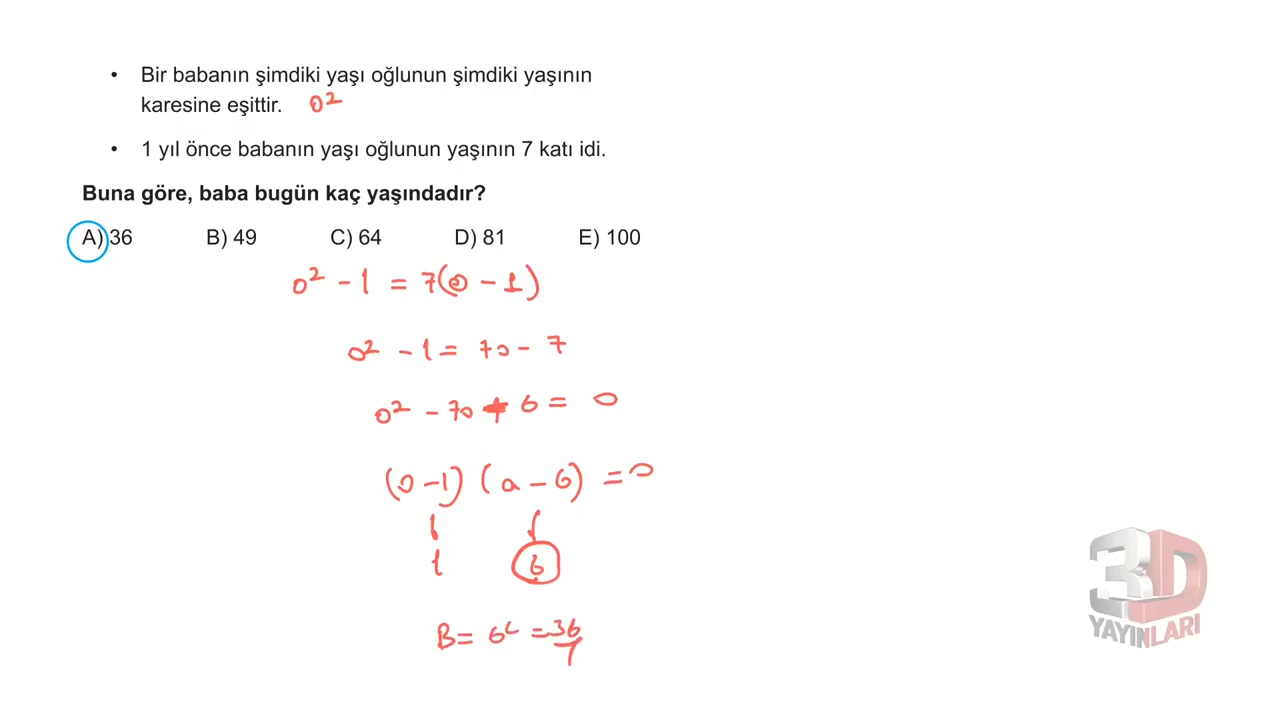 • Bir babanın şimdiki yaşı oğlunun şimdiki yaşının
karesine eşittir. o²
• 1 yıl önce babanın yaşı oğlunun yaşının 7 katı idi.
Buna göre, baba bugün kaç yaşındadır?
A) 36 B) 49 C) 64 D) 81 E) 100
o² - 1 = 7(o - 1)
o² - 1 = 7o - 7
o² - 7o + 6 = 0
(o - 1) (a - 6) = 0
1 6
B = 6² = 36
3D
YAYINLARI